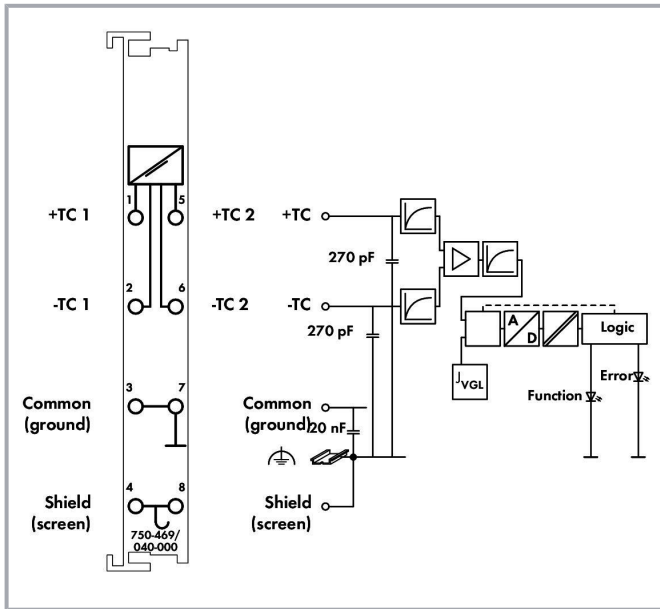 1
5
+TC 1
+TC 2
+TC
270 pF
2
6
-TC 1
-TC 2
-TC
270 pF
A
D
Logic
JVGL
Function
Error
3
7
Common
(ground)
Common
(ground)
20 nF
4
8
Shield
(screen)
Shield
(screen)
750-469/
040-000